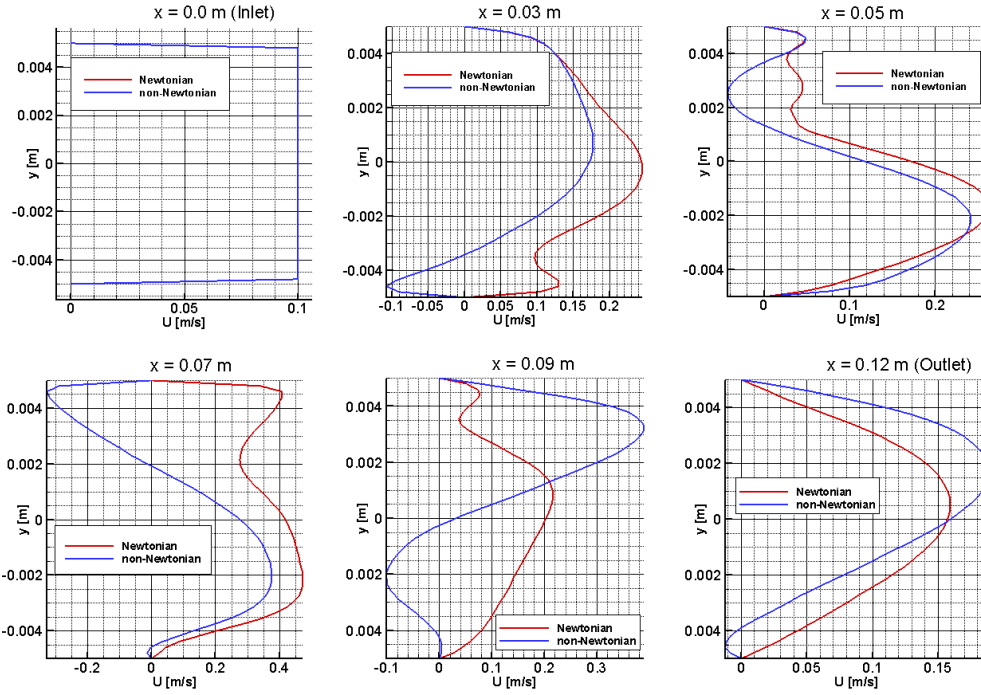 x = 0.0 m (Inlet)
0.004
0.002
0
-0.002
-0.004
y [m]
Newtonian
non-Newtonian
0
0.05
0.1
U [m/s]
x = 0.03 m
0.004
0.002
0
-0.002
-0.004
y [m]
Newtonian
non-Newtonian
-0.1
-0.05
0
0.05
0.1
0.15
0.2
U [m/s]
x = 0.05 m
0.004
0.002
0
-0.002
-0.004
y [m]
Newtonian
non-Newtonian
0
0.1
0.2
U [m/s]
x = 0.07 m
0.004
0.002
0
-0.002
-0.004
y [m]
Newtonian
non-Newtonian
-0.2
0
0.2
0.4
U [m/s]
x = 0.09 m
0.004
0.002
0
0.002
0.004
y [m]
Newtonian
non-Newtonian
-0.1
0
0.1
0.2
0.3
U [m/s]
x = 0.12 m (Outlet)
0.004
0.002
0
0.002
0.004
y [m]
Newtonian
non-Newtonian
0
0.05
0.1
0.15
U [m/s]